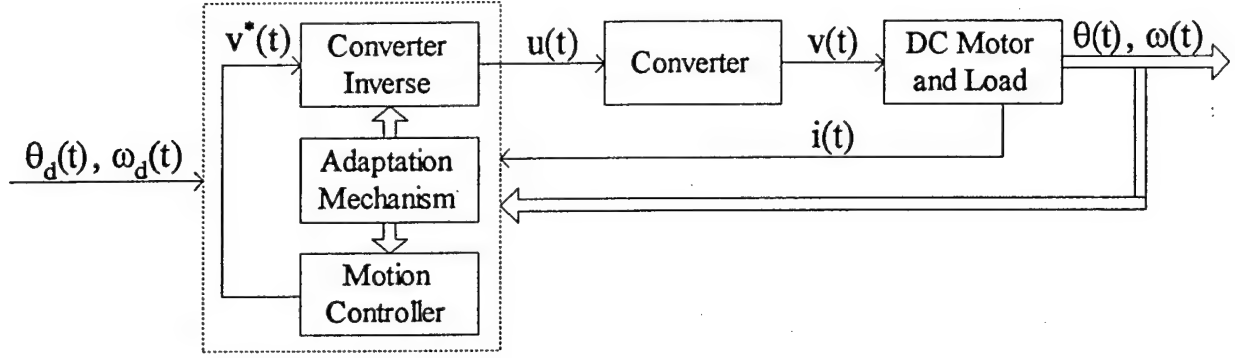 v*(t)
Converter
Inverse
u(t)
Converter
v(t)
DC Motor
and Load
θ(t), ω(t)
i(t)
θd(t), ωd(t)
Adaptation
Mechanism
Motion
Controller